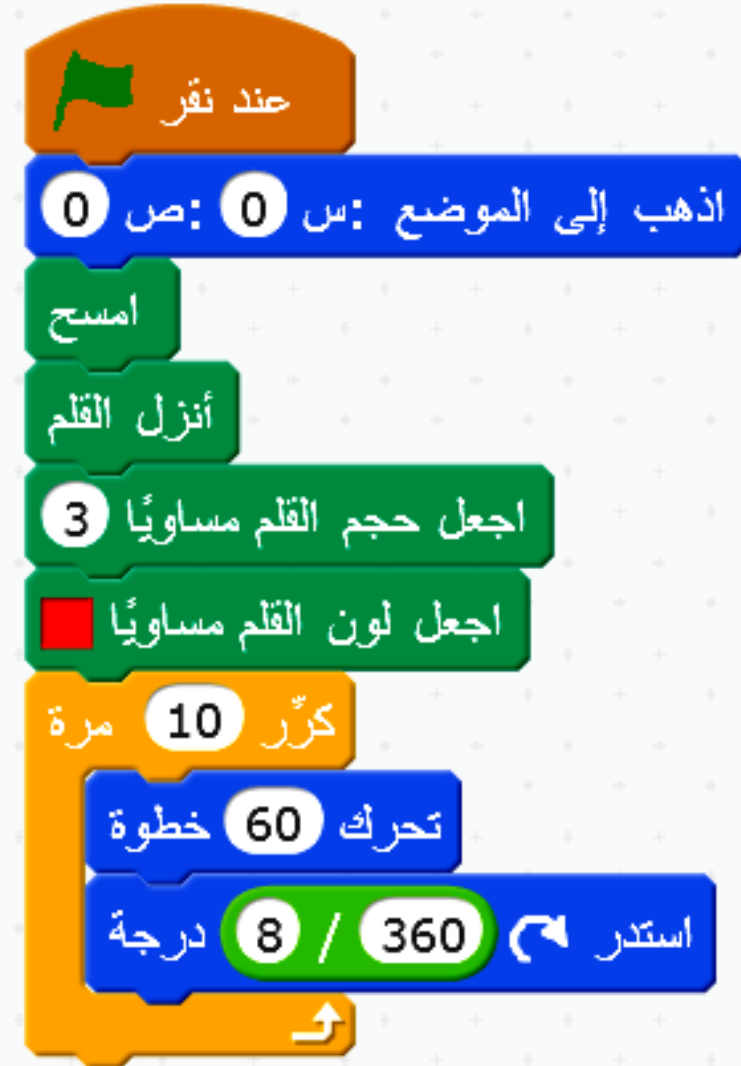 عند نقر
اذهب إلى الموضع :س 0 :ص 0
امسح
أنزل القلم
اجعل حجم القلم مساويًا 3
اجعل لون القلم مساويًا
كرِّر 10 مرة
تحرك 60 خطوة
استدر 360 / 8 درجة